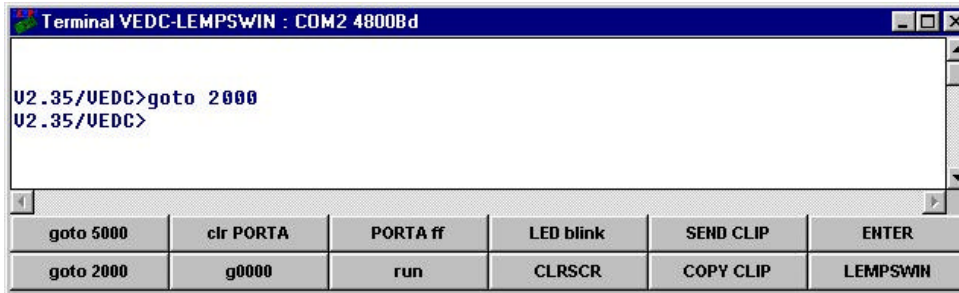 Terminal VEDC-LEMPSWIN : COM2 4800Bd
V2.35/VEDC>goto 2000
V2.35/VEDC>
goto 5000 clr PORTA PORTA ff LED blink SEND CLIP ENTER
goto 2000 g0000 run CLRSCR COPY CLIP LEMPSWIN